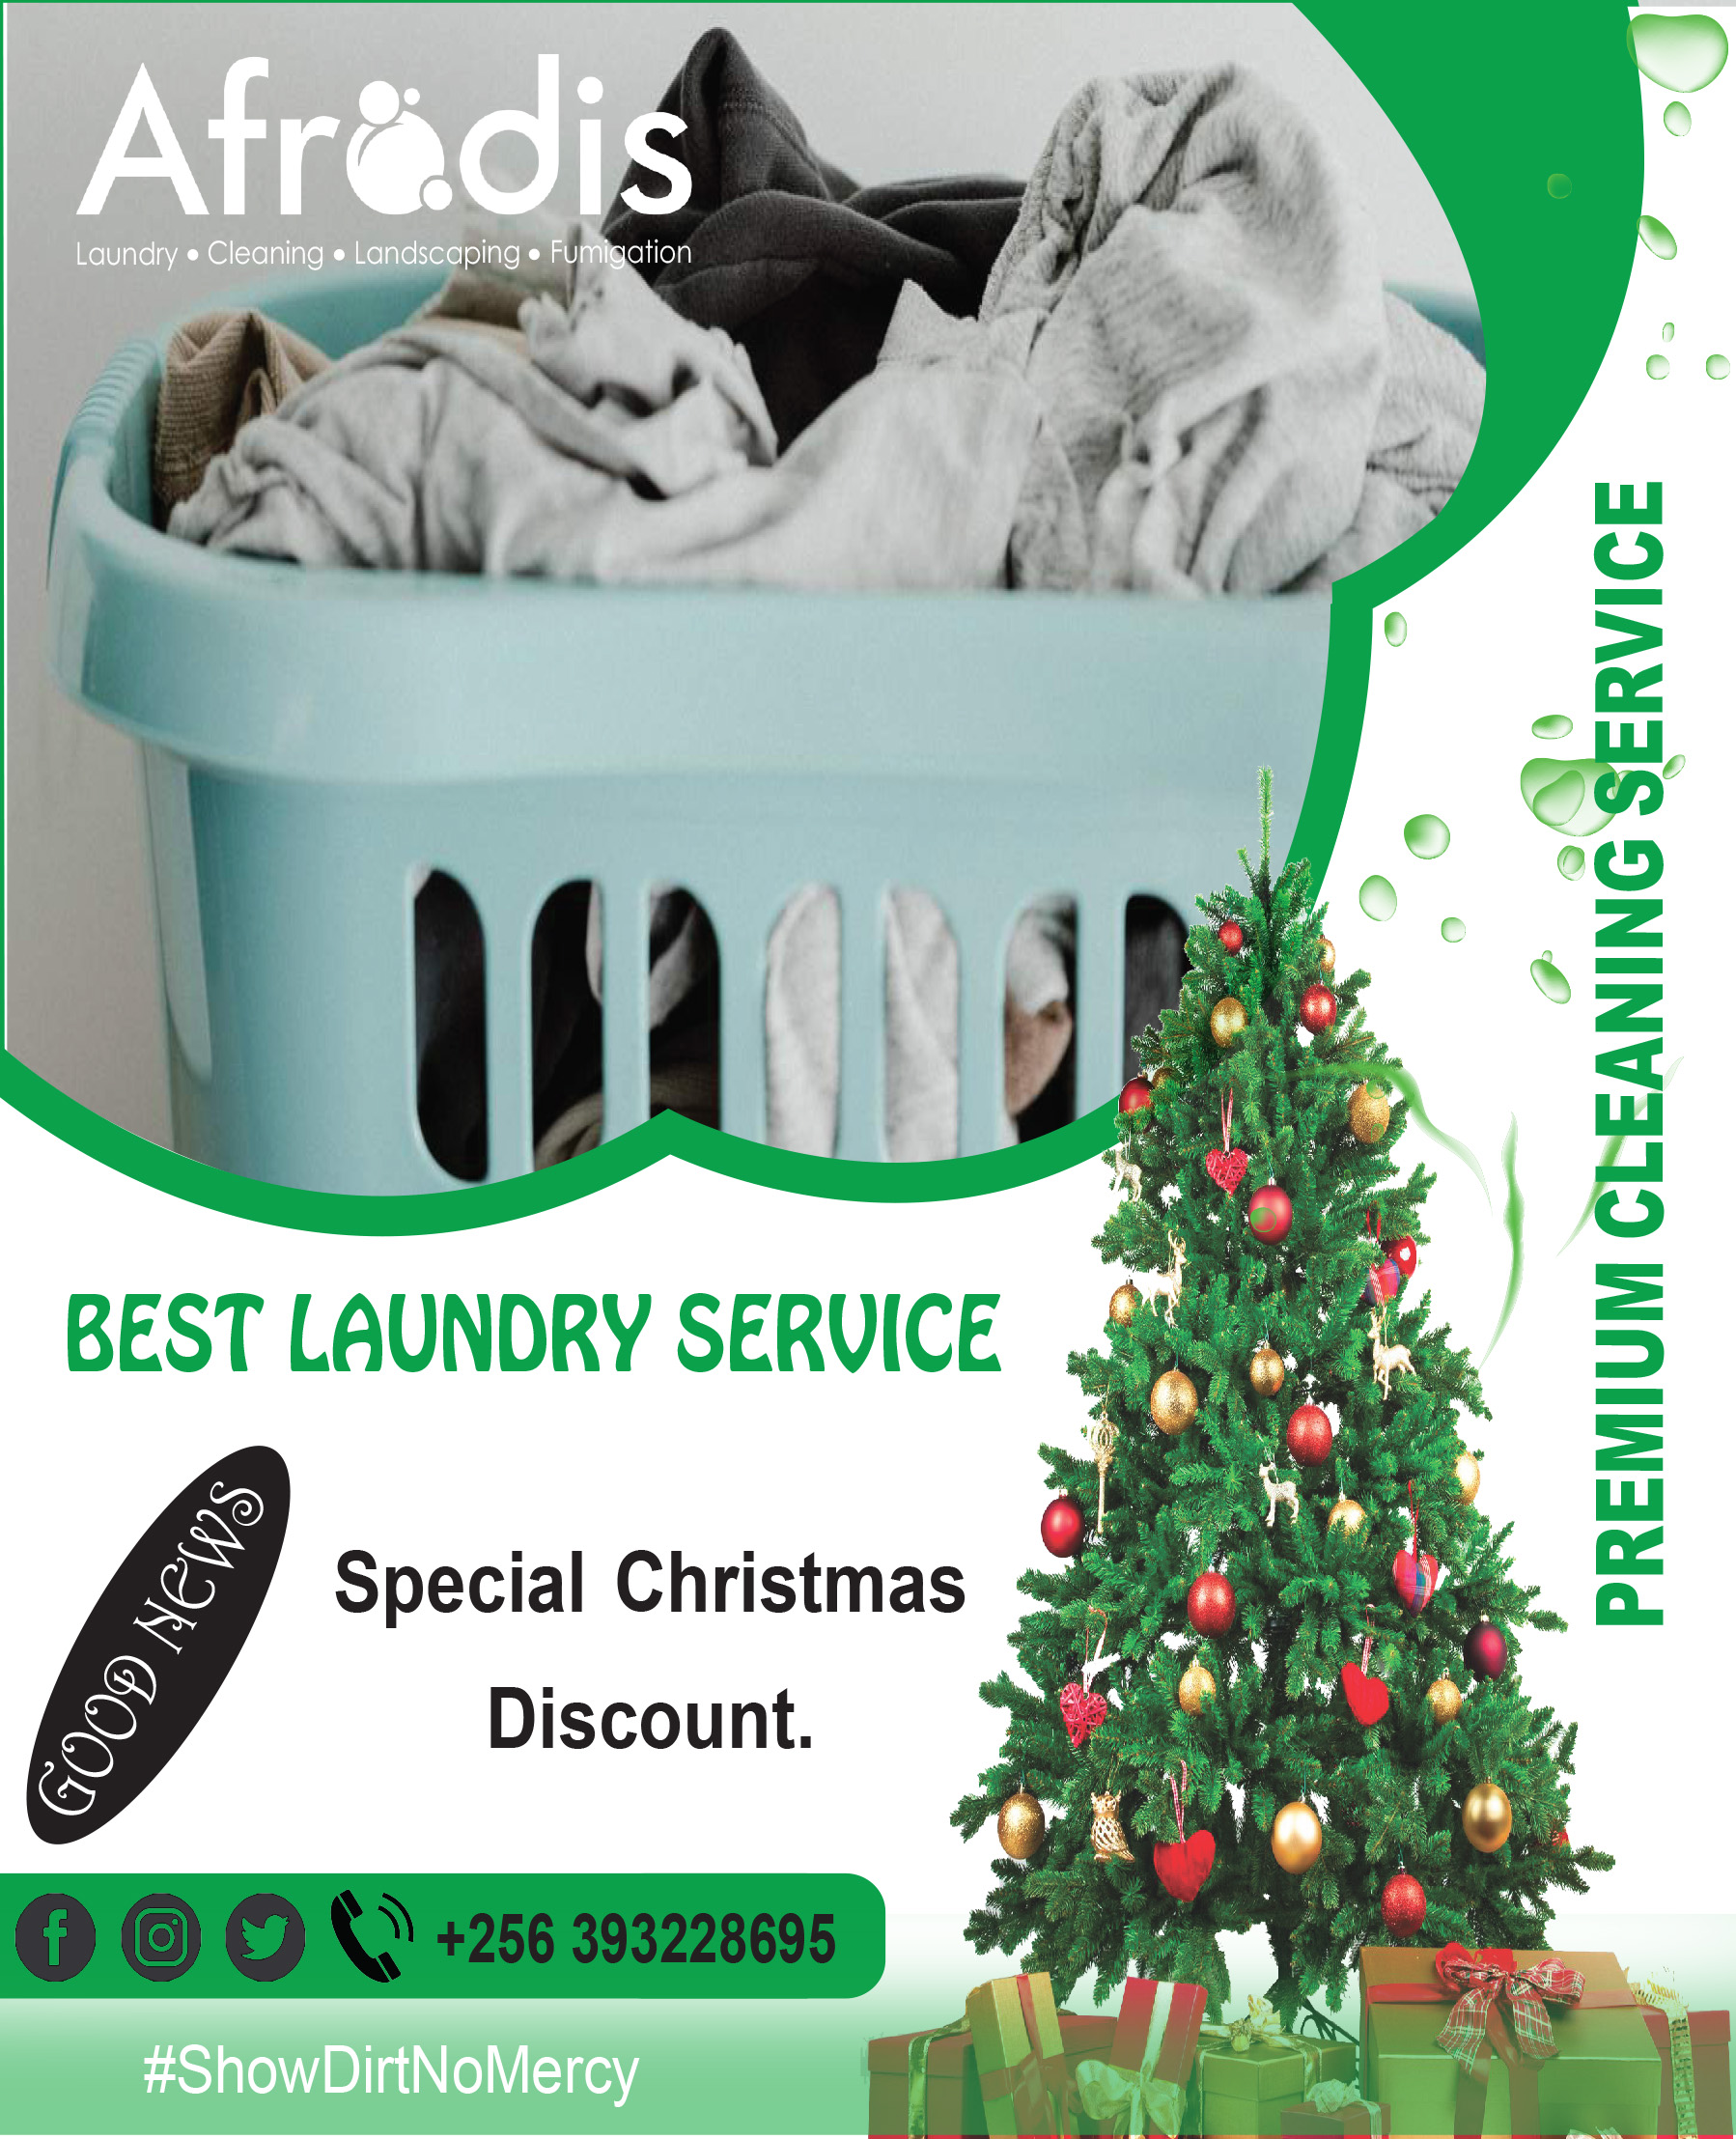 Afrodis
Laundry • Cleaning • Landscaping • Fumigation
PREMIUM CLEANING SERVICE
BEST LAUNDRY SERVICE
GOOD NEWS
Special Christmas
Discount.
+256 393228695
#ShowDirtNoMercy